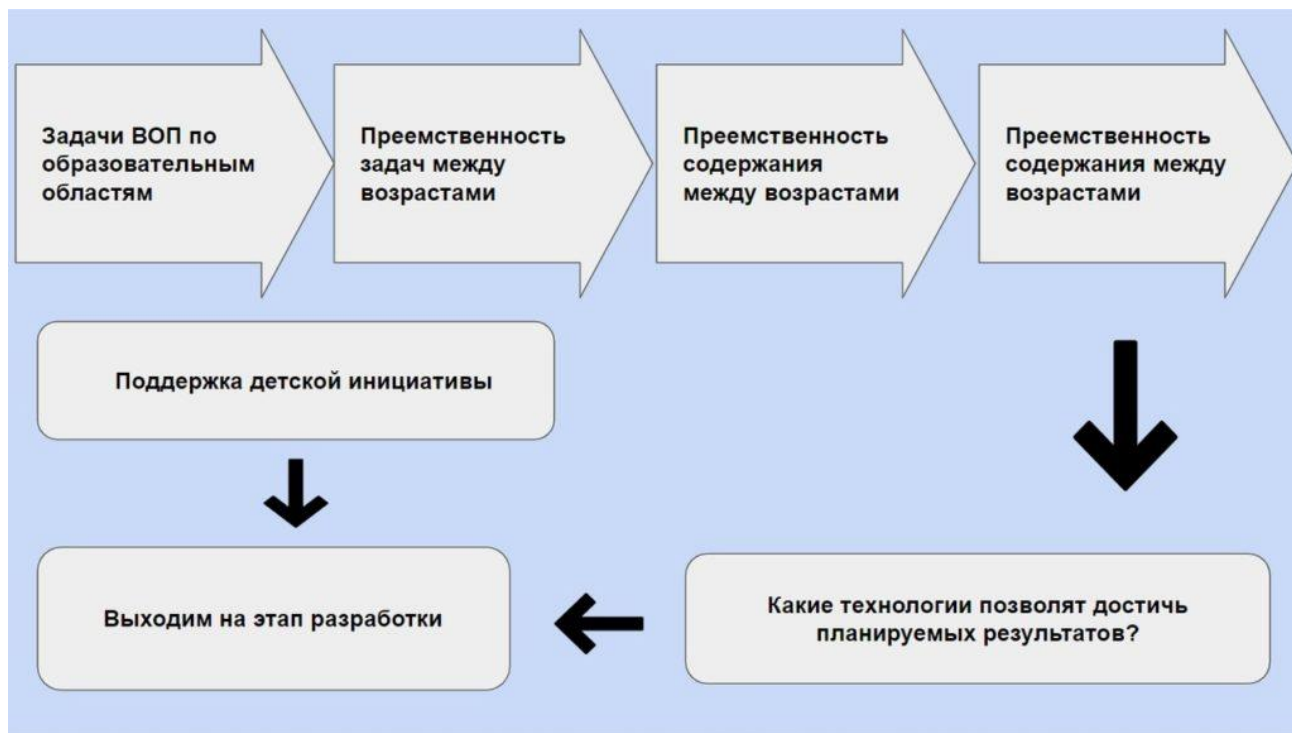 Задачи ВОП по
образовательным
областям
Преемственность
задач между
возрастами
Преемственность
содержания
между возрастами
Преемственность
содержания между
возрастами
Поддержка детской инициативы
Выходим на этап разработки
Какие технологии позволят достичь
планируемых результатов?